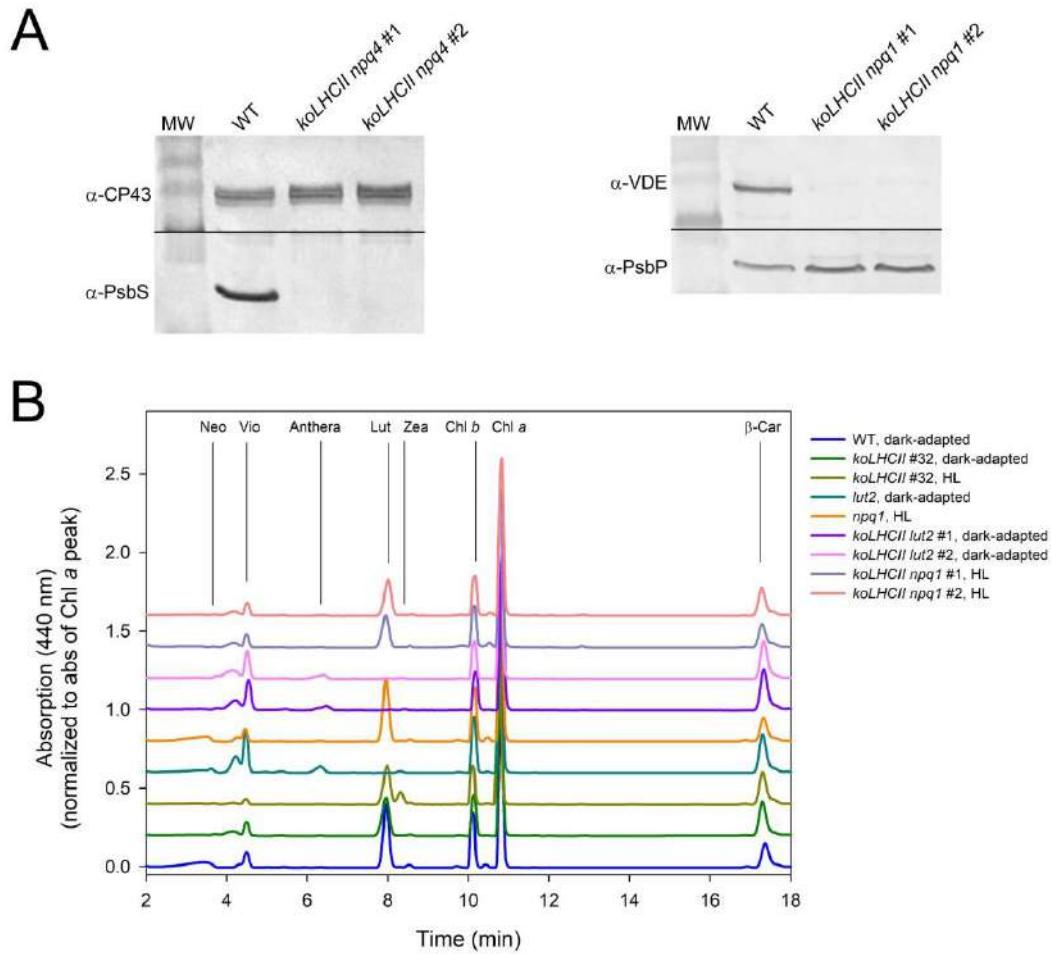 A
MW
WT
koLHCII npq4 #1
koLHCII npq4 #2
α-CP43
α-PsbS
MW
WT
koLHCII npq1 #1
koLHCII npq1 #2
α-VDE
α-PsbP
B
Neo Vio Anthera Lut Zea Chl b Chl a β-Car
2.5
2.0
1.5
1.0
0.5
0.0
Absorption (440 nm)
(normalized to abs of Chl a peak)
2 4 6 8 10 12 14 16 18
Time (min)
WT, dark-adapted
koLHCII #32, dark-adapted
koLHCII #32, HL
lut2, dark-adapted
npq1, HL
koLHCII lut2 #1, dark-adapted
koLHCII lut2 #2, dark-adapted
koLHCII npq1 #1, HL
koLHCII npq1 #2, HL